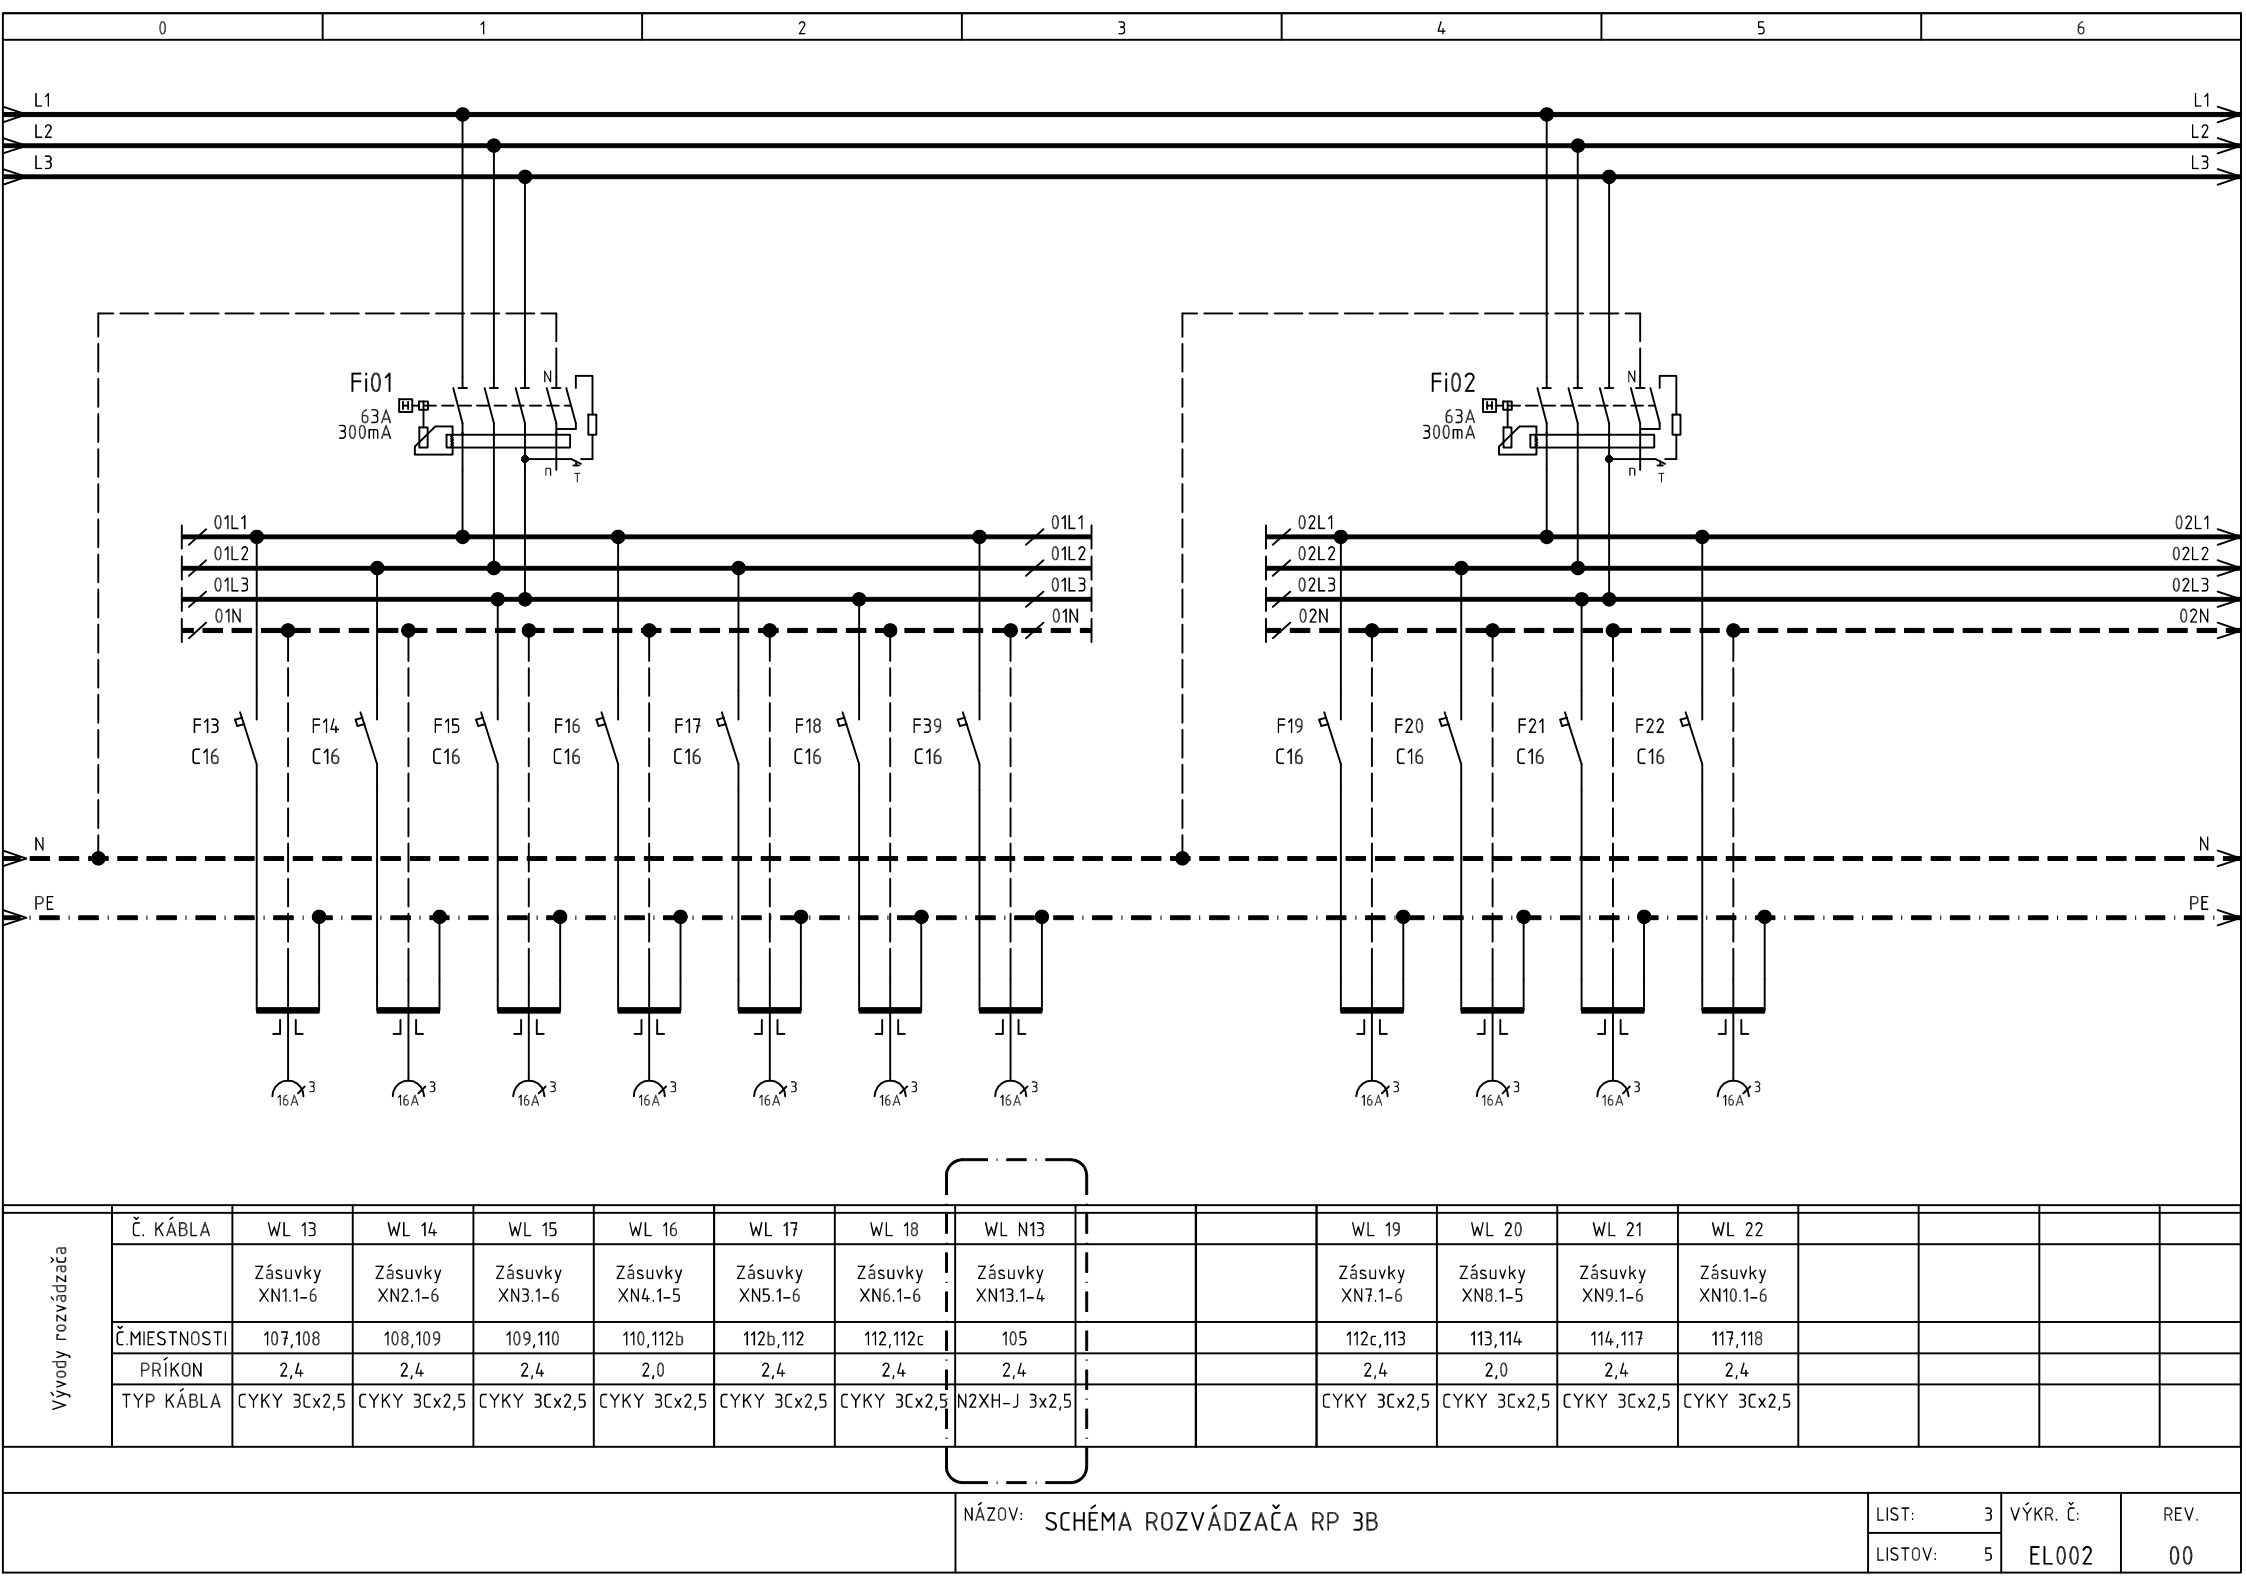 0 1 2 3 4 5 6
L1 L1
L2 L2
L3 L3
Fi01 N Fi02 N
63A 63A
300mA 300mA
n T n T
01L1 01L1 02L1 02L1
01L2 01L2 02L2 02L2
01L3 01L3 02L3 02L3
01N 01N 02N 02N
F13 F14 F15 F16 F17 F18 F39 F19 F20 F21 F22
C16 C16 C16 C16 C16 C16 C16 C16 C16 C16 C16
N N
PE PE
3 3 3 3 3 3 3 3 3 3 3
16A 16A 16A 16A 16A 16A 16A 16A 16A 16A 16A
Vývody rozvádzača
Č. KÁBLA WL 13 WL 14 WL 15 WL 16 WL 17 WL 18 WL N13 WL 19 WL 20 WL 21 WL 22
Zásuvky Zásuvky Zásuvky Zásuvky Zásuvky Zásuvky Zásuvky Zásuvky Zásuvky Zásuvky Zásuvky
XN1.1-6 XN2.1-6 XN3.1-6 XN4.1-5 XN5.1-6 XN6.1-6 XN13.1-4 XN7.1-6 XN8.1-5 XN9.1-6 XN10.1-6
Č.MIESTNOSTI 107,108 108,109 109,110 110,112b 112b,112 112,112c 105 112c,113 113,114 114,117 117,118
PRÍKON 2,4 2,4 2,4 2,0 2,4 2,4 2,4 2,4 2,0 2,4 2,4
TYP KÁBLA CYKY 3Cx2,5 CYKY 3Cx2,5 CYKY 3Cx2,5 CYKY 3Cx2,5 CYKY 3Cx2,5 CYKY 3Cx2,5 N2XH-J 3x2,5 CYKY 3Cx2,5 CYKY 3Cx2,5 CYKY 3Cx2,5 CYKY 3Cx2,5
NÁZOV: SCHÉMA ROZVÁDZAČA RP 3B
LIST: 3 VÝKR. Č: REV.
LISTOV: 5 EL002 00